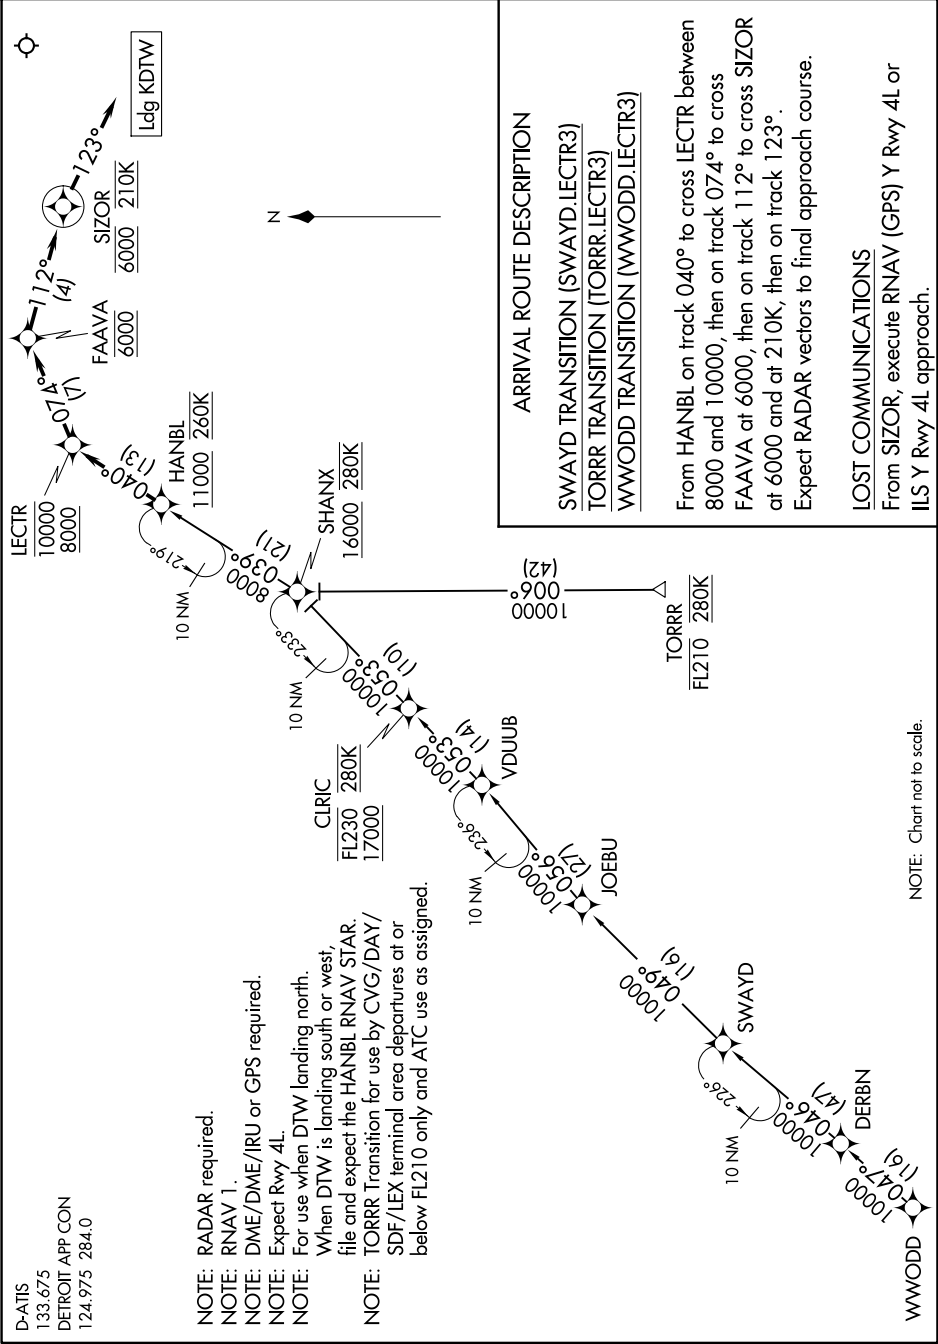 D-ATIS
133.675
DETROIT APP CON
124.975 284.0
NOTE: RADAR required.
NOTE: RNAV 1.
NOTE: DME/DME/IRU or GPS required.
NOTE: Expect Rwy 4L.
NOTE: For use when DTW landing north.
When DTW is landing south or west,
file and expect the HANBL RNAV STAR.
NOTE: TORRR Transition for use by CVG/DAY/
SDF/LEX terminal area departures at or
below FL210 only and ATC use as assigned.
WWODD
10000
047°
(16)
DERBN
10000
046°
(47)
10 NM
226°
SWAYD
10000
049°
(16)
JOEBU
10000
056°
(27)
10 NM
236°
VDUUB
10000
053°
(14)
CLRIC
FL230 280K
17000
10000
053°
(10)
10 NM
233°
SHANX
16000 280K
TORRR
FL210 280K
10000
006°
(42)
8000
039°
(21)
10 NM
219°
HANBL
11000 260K
040°
(13)
LECTR
10000
8000
074°
(7)
FAAVA
6000
112°
(4)
SIZOR
6000 210K
123°
Ldg KDTW
N
NOTE: Chart not to scale.
ARRIVAL ROUTE DESCRIPTION
SWAYD TRANSITION (SWAYD.LECTR3)
TORRR TRANSITION (TORRR.LECTR3)
WWODD TRANSITION (WWODD.LECTR3)
From HANBL on track 040° to cross LECTR between
8000 and 10000, then on track 074° to cross
FAAVA at 6000, then on track 112° to cross SIZOR
at 6000 and at 210K, then on track 123°.
Expect RADAR vectors to final approach course.
LOST COMMUNICATIONS
From SIZOR, execute RNAV (GPS) Y Rwy 4L or
ILS Y Rwy 4L approach.